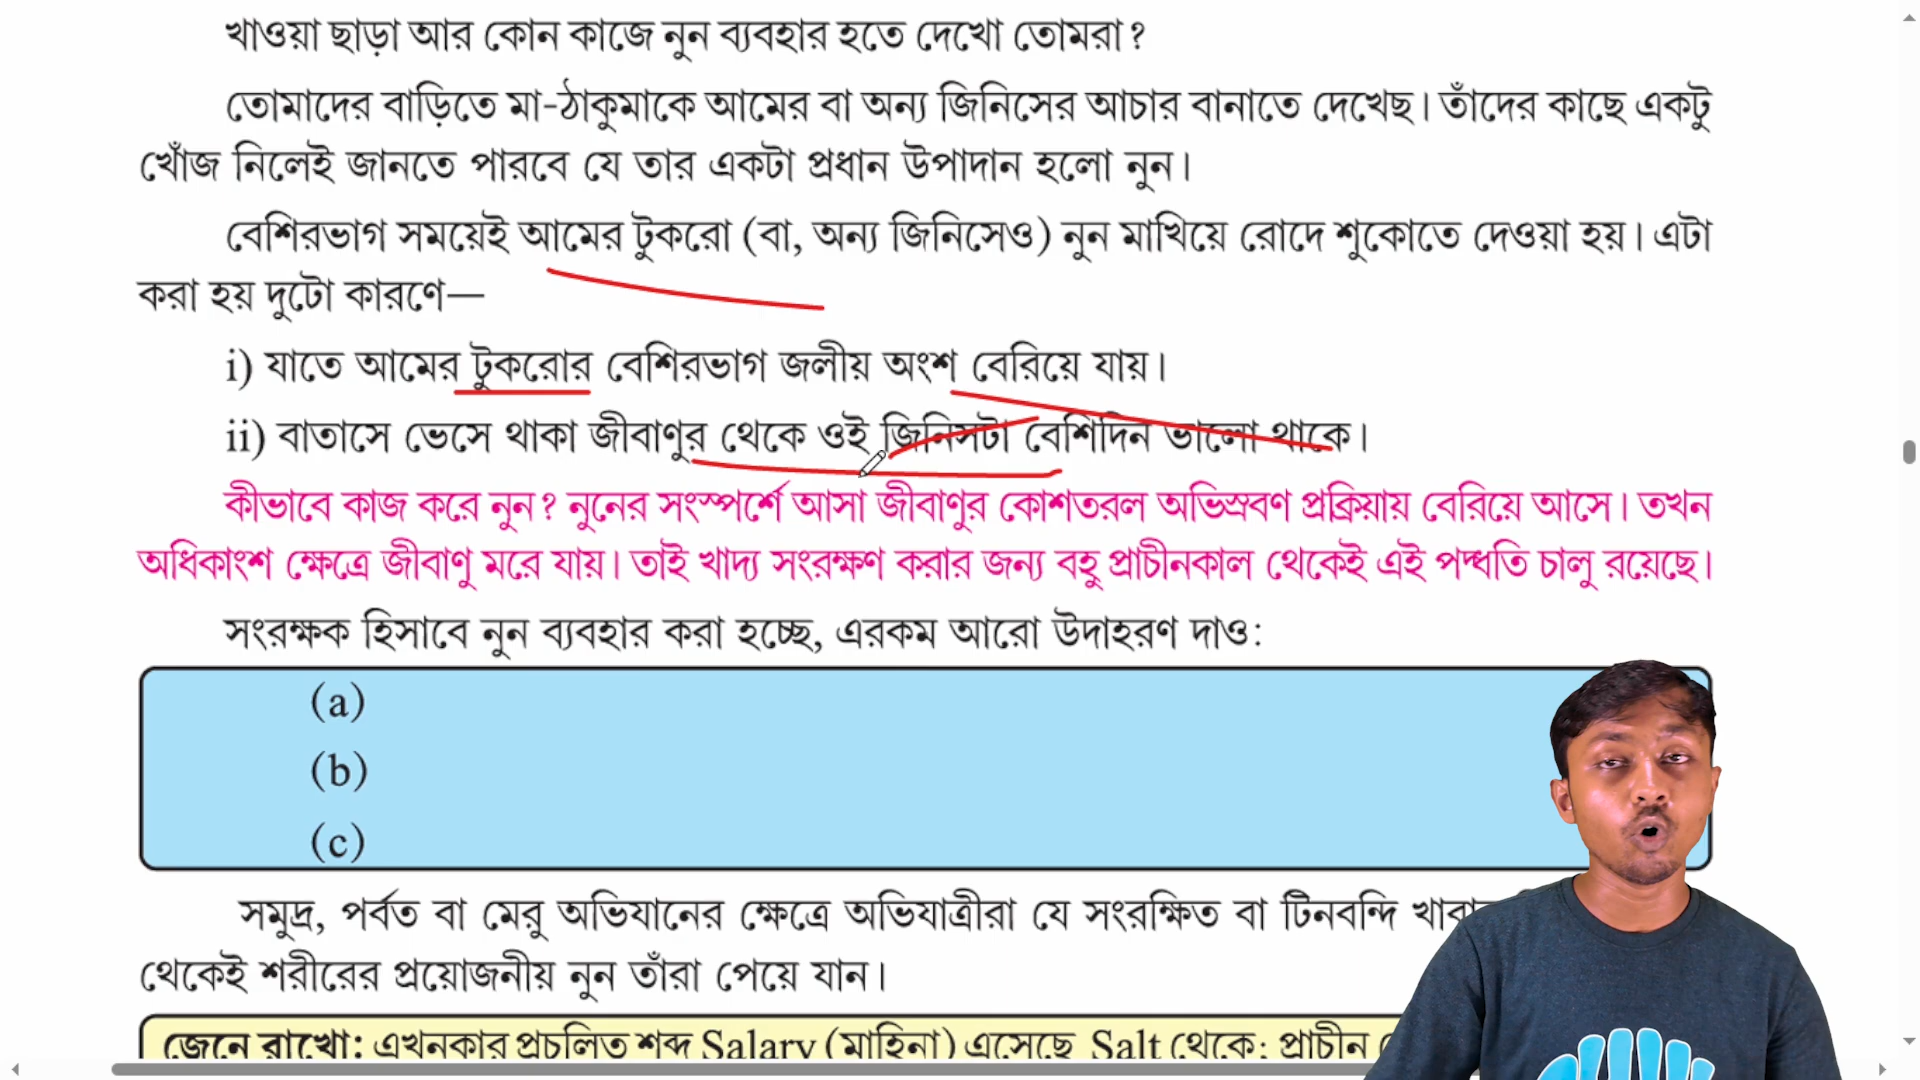 খাওয়া ছাড়া আর কোন কাজে নুন ব্যবহার হতে দেখো তোমরা?
তোমাদের বাড়িতে মা-ঠাকুমাকে আমের বা অন্য জিনিসের আচার বানাতে দেখেছ। তাঁদের কাছে একটু
খোঁজ নিলেই জানতে পারবে যে তার একটা প্রধান উপাদান হলো নুন।
বেশিরভাগ সময়েই আমের টুকরো (বা, অন্য জিনিসেও) নুন মাখিয়ে রোদে শুকোতে দেওয়া হয়। এটা
করা হয় দুটো কারণে—
i) যাতে আমের টুকরোর বেশিরভাগ জলীয় অংশ বেরিয়ে যায়।
ii) বাতাসে ভেসে থাকা জীবাণুর থেকে ওই জিনিসটা বেশিদিন ভালো থাকে।
কীভাবে কাজ করে নুন? নুনের সংস্পর্শে আসা জীবাণুর কোশতরল অভিস্রবণ প্রক্রিয়ায় বেরিয়ে আসে। তখন
অধিকাংশ ক্ষেত্রে জীবাণু মরে যায়। তাই খাদ্য সংরক্ষণ করার জন্য বহু প্রাচীনকাল থেকেই এই পদ্ধতি চালু রয়েছে।
সংরক্ষক হিসাবে নুন ব্যবহার করা হচ্ছে, এরকম আরো উদাহরণ দাও:
(a)
(b)
(c)
সমুদ্র, পর্বত বা মেরু অভিযানের ক্ষেত্রে অভিযাত্রীরা যে সংরক্ষিত বা টিনবন্দি
থেকেই শরীরের প্রয়োজনীয় নুন তাঁরা পেয়ে যান।
জেনে রাখো: এখনকার প্রচলিত শব্দ Salary (মাহিনা) এসেছে Salt থেকে; প্রাচীন